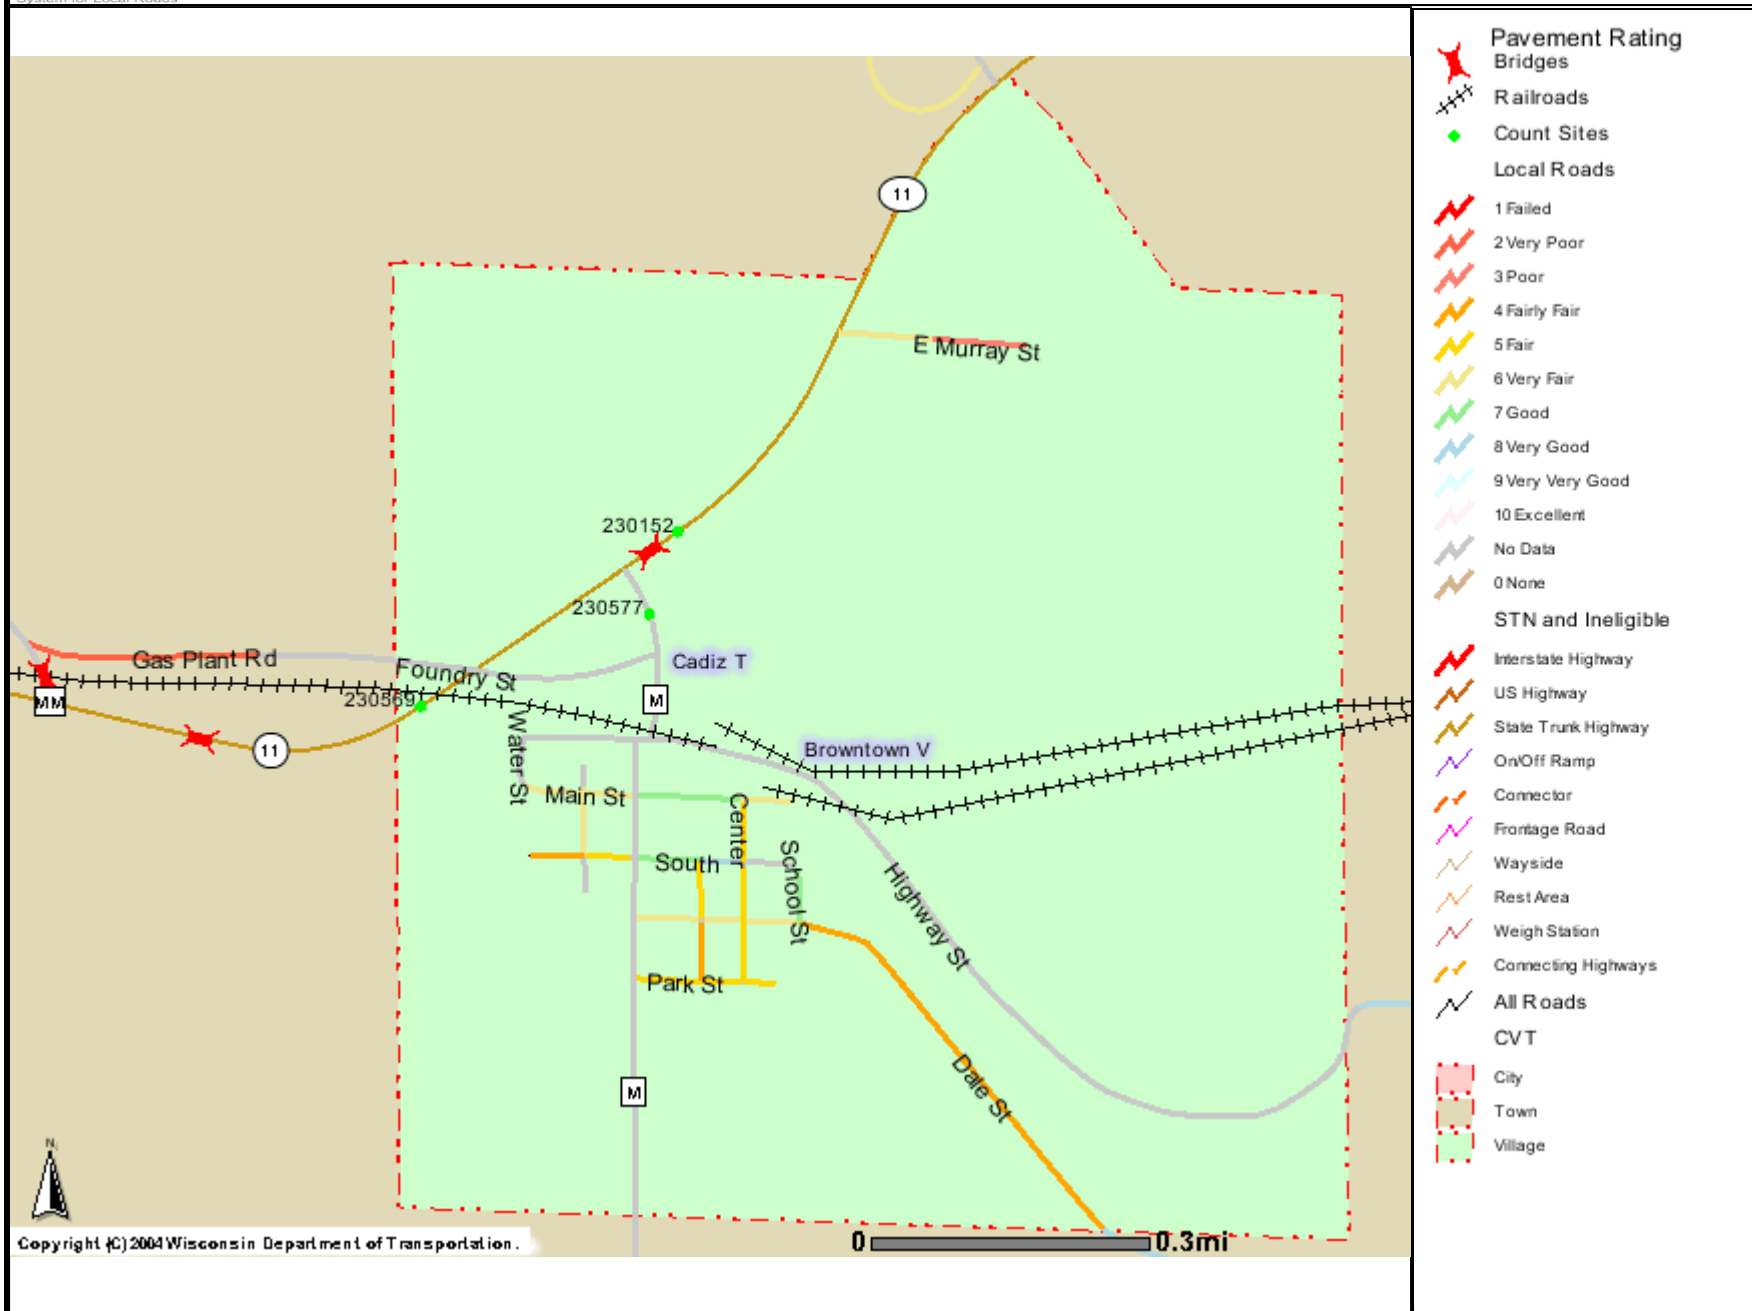 System for Local Roads
11
E Murray St
230152
230577
Gas Plant Rd
Foundry St
Cadiz T
230569
M
MM
11
Water St
Browntown V
Main St
Center
South
School St
Highway St
Park St
Dale St
M
N
Copyright (C) 2004 Wisconsin Department of Transportation.
0
0.3mi
Pavement Rating
Bridges
Railroads
Count Sites
Local Roads
1 Failed
2 Very Poor
3 Poor
4 Fairly Fair
5 Fair
6 Very Fair
7 Good
8 Very Good
9 Very Very Good
10 Excellent
No Data
0 None
STN and Ineligible
Interstate Highway
US Highway
State Trunk Highway
On/Off Ramp
Connector
Frontage Road
Wayside
Rest Area
Weigh Station
Connecting Highways
All Roads
CVT
City
Town
Village